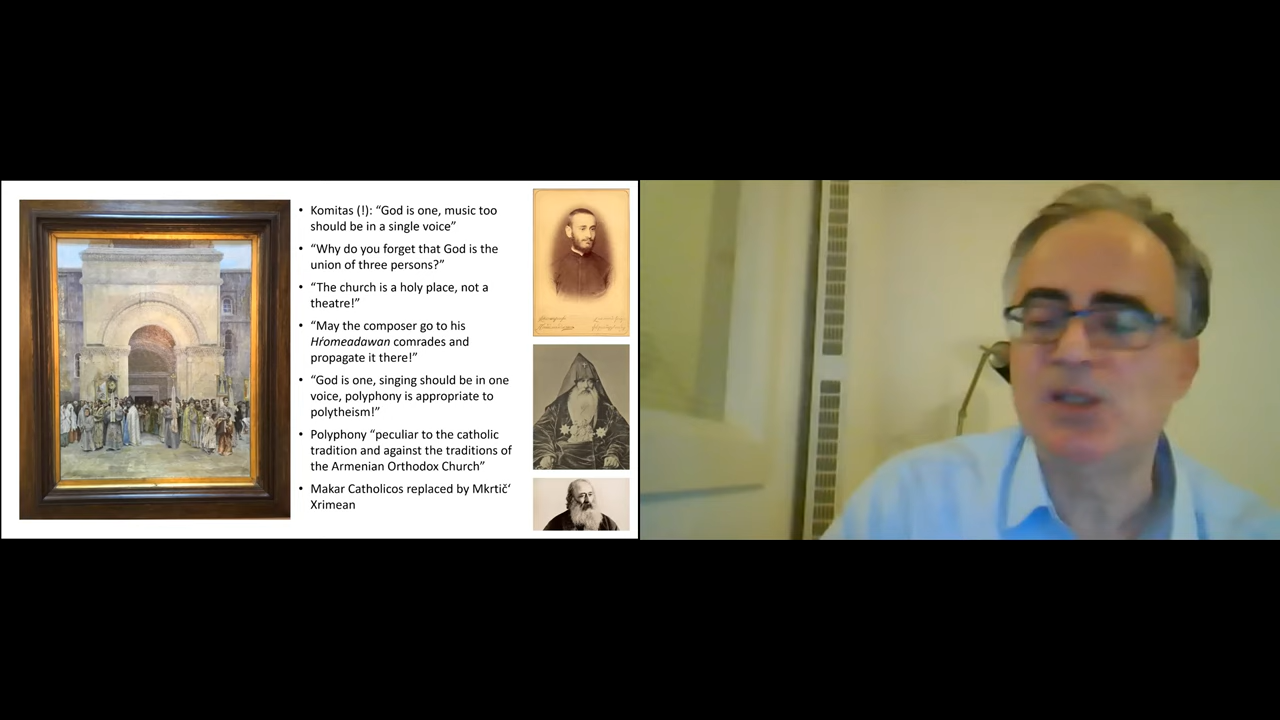 • Komitas (!): “God is one, music too
should be in a single voice”
• “Why do you forget that God is the
union of three persons?”
• “The church is a holy place, not a
theatre!”
• “May the composer go to his
Hṙomeadawan comrades and
propagate it there!”
• “God is one, singing should be in one
voice, polyphony is appropriate to
polytheism!”
• Polyphony “peculiar to the catholic
tradition and against the traditions of
the Armenian Orthodox Church”
• Makar Catholicos replaced by Mkrtič‘
Xrimean